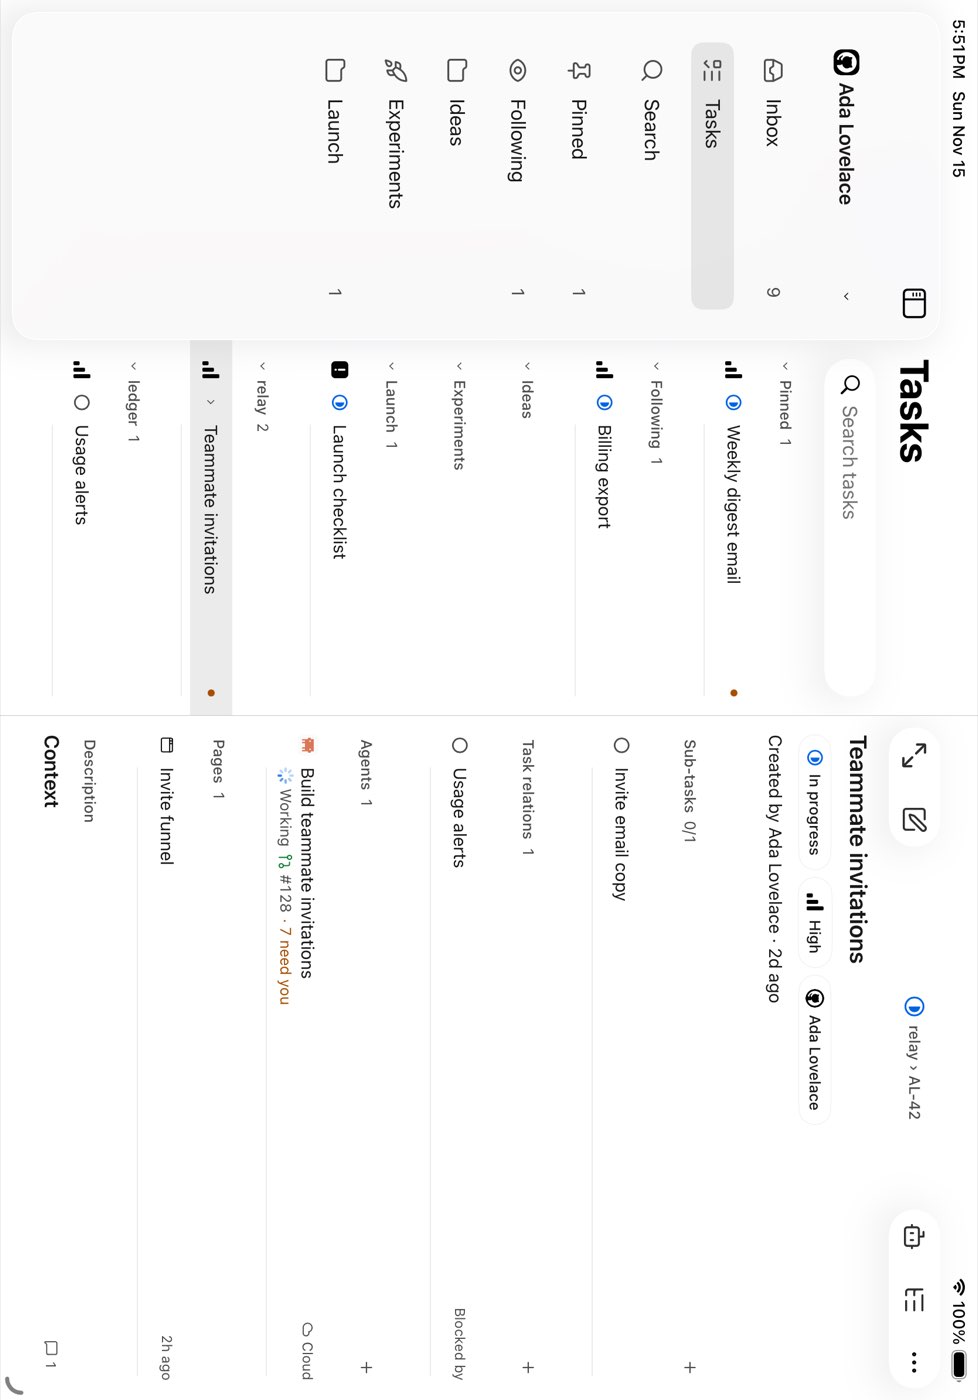 5:51 PM Sun Nov 15
100%
Ada Lovelace
Inbox 9
Tasks
Search
Pinned 1
Following 1
Ideas
Experiments
Launch 1
Tasks
Search tasks
Pinned 1
Weekly digest email
Following 1
Billing export
Ideas
Experiments
Launch 1
Launch checklist
relay 2
Teammate invitations
ledger 1
Usage alerts
relay › AL-42
Teammate invitations
In progress High Ada Lovelace
Created by Ada Lovelace · 2d ago
Sub-tasks 0/1
Invite email copy
Task relations 1
Usage alerts Blocked by
Agents 1
Build teammate invitations Cloud
Working #128 · 7 need you
Pages 1
Invite funnel 2h ago
Description
Context 1